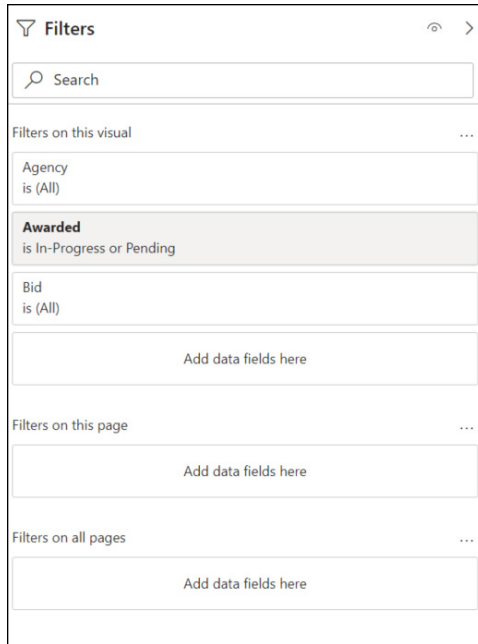 Filters
Search
Filters on this visual
...
Agency
is (All)
Awarded
is In-Progress or Pending
Bid
is (All)
Add data fields here
Filters on this page
...
Add data fields here
Filters on all pages
...
Add data fields here